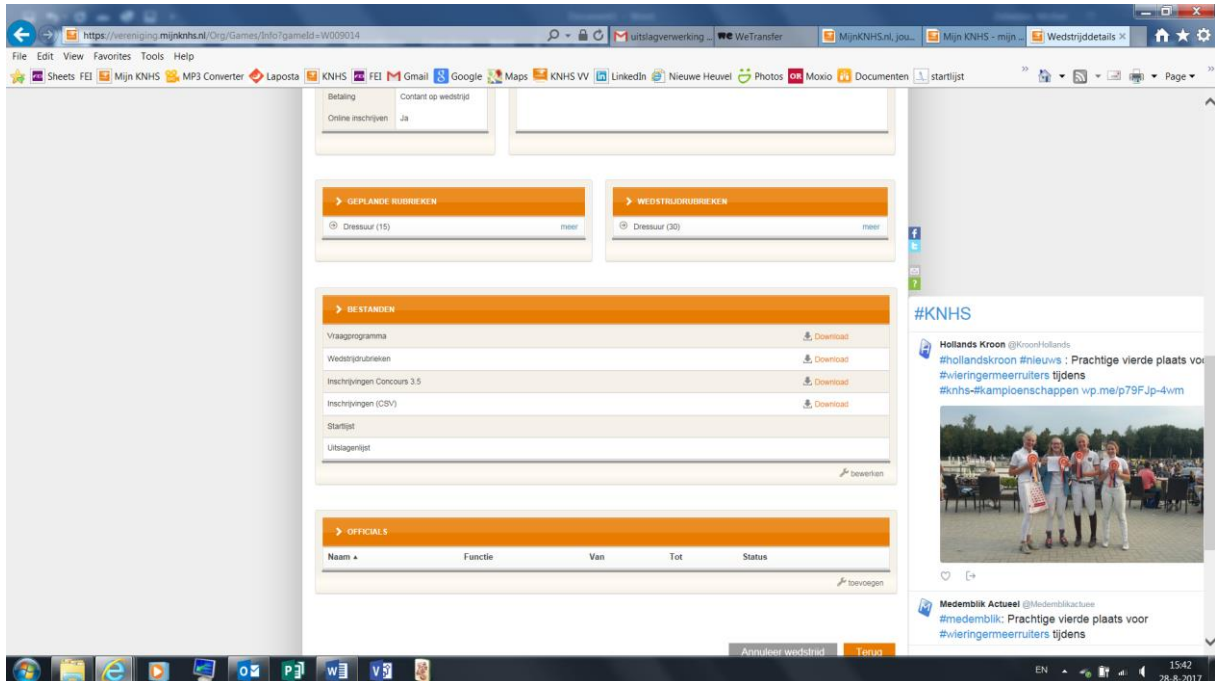 https://vereniging.mijnknhs.nl/Org/Games/Info?gameId=W009014
uitslagverwerking ...
WeTransfer
MijnKNHS.nl, jou...
Mijn KNHS - mijn ...
Wedstrijddetails
File Edit View Favorites Tools Help
Sheets FEI Mijn KNHS MP3 Converter Laposta KNHS FEI Gmail Google Maps KNHS VV LinkedIn Nieuwe Heuvel Photos Moxio Documenten startlijst Page
Betaling Contant op wedstrijd
Online inschrijven Ja
GEPLANDE RUBRIEKEN
Dressuur (15) meer
WEDSTRIJDRUBRIEKEN
Dressuur (30) meer
BESTANDEN
Vraagprogramma Download
Wedstrijdrubrieken Download
Inschrijvingen Concours 3.5 Download
Inschrijvingen (CSV) Download
Startlijst
Uitslagenlijst
bewerken
OFFICIALS
Naam Functie Van Tot Status
toevoegen
Annuleer wedstrijd Terug
#KNHS
Hollands Kroon @KroonHollands
#hollandskroon #nieuws : Prachtige vierde plaats voo
#wieringermeerruiters tijdens
#knhs-#kampioenschappen wp.me/p79FJp-4wm
Medemblik Actueel @Medemblikactuee
#medemblik: Prachtige vierde plaats voor
#wieringermeerruiters tijdens
EN
15:42
28-8-2017